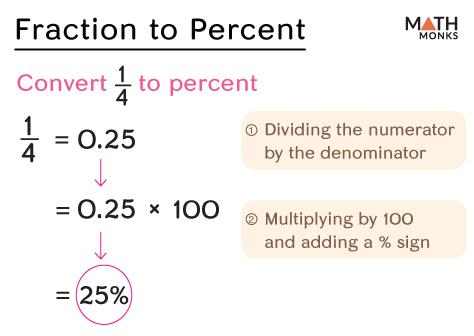 Fraction to Percent
MATH
MONKS
Convert 1/4 to percent
1/4 = 0.25
① Dividing the numerator
by the denominator
= 0.25 × 100
② Multiplying by 100
and adding a % sign
= 25%